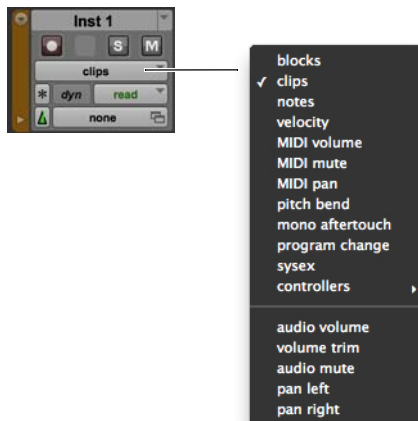 Inst 1
S M
clips
* dyn read
none
blocks
✓ clips
notes
velocity
MIDI volume
MIDI mute
MIDI pan
pitch bend
mono aftertouch
program change
sysex
controllers
audio volume
volume trim
audio mute
pan left
pan right